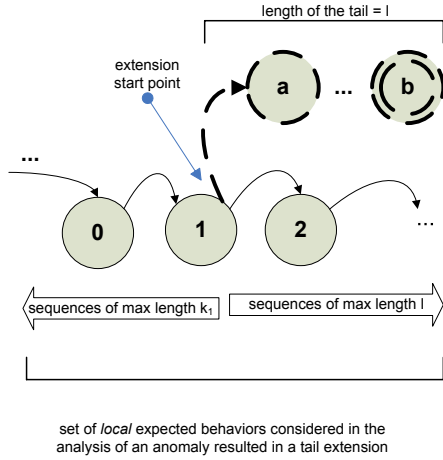 length of the tail = l
extension
start point
a
...
b
...
0
1
2
...
sequences of max length k₁
sequences of max length l
set of local expected behaviors considered in the
analysis of an anomaly resulted in a tail extension